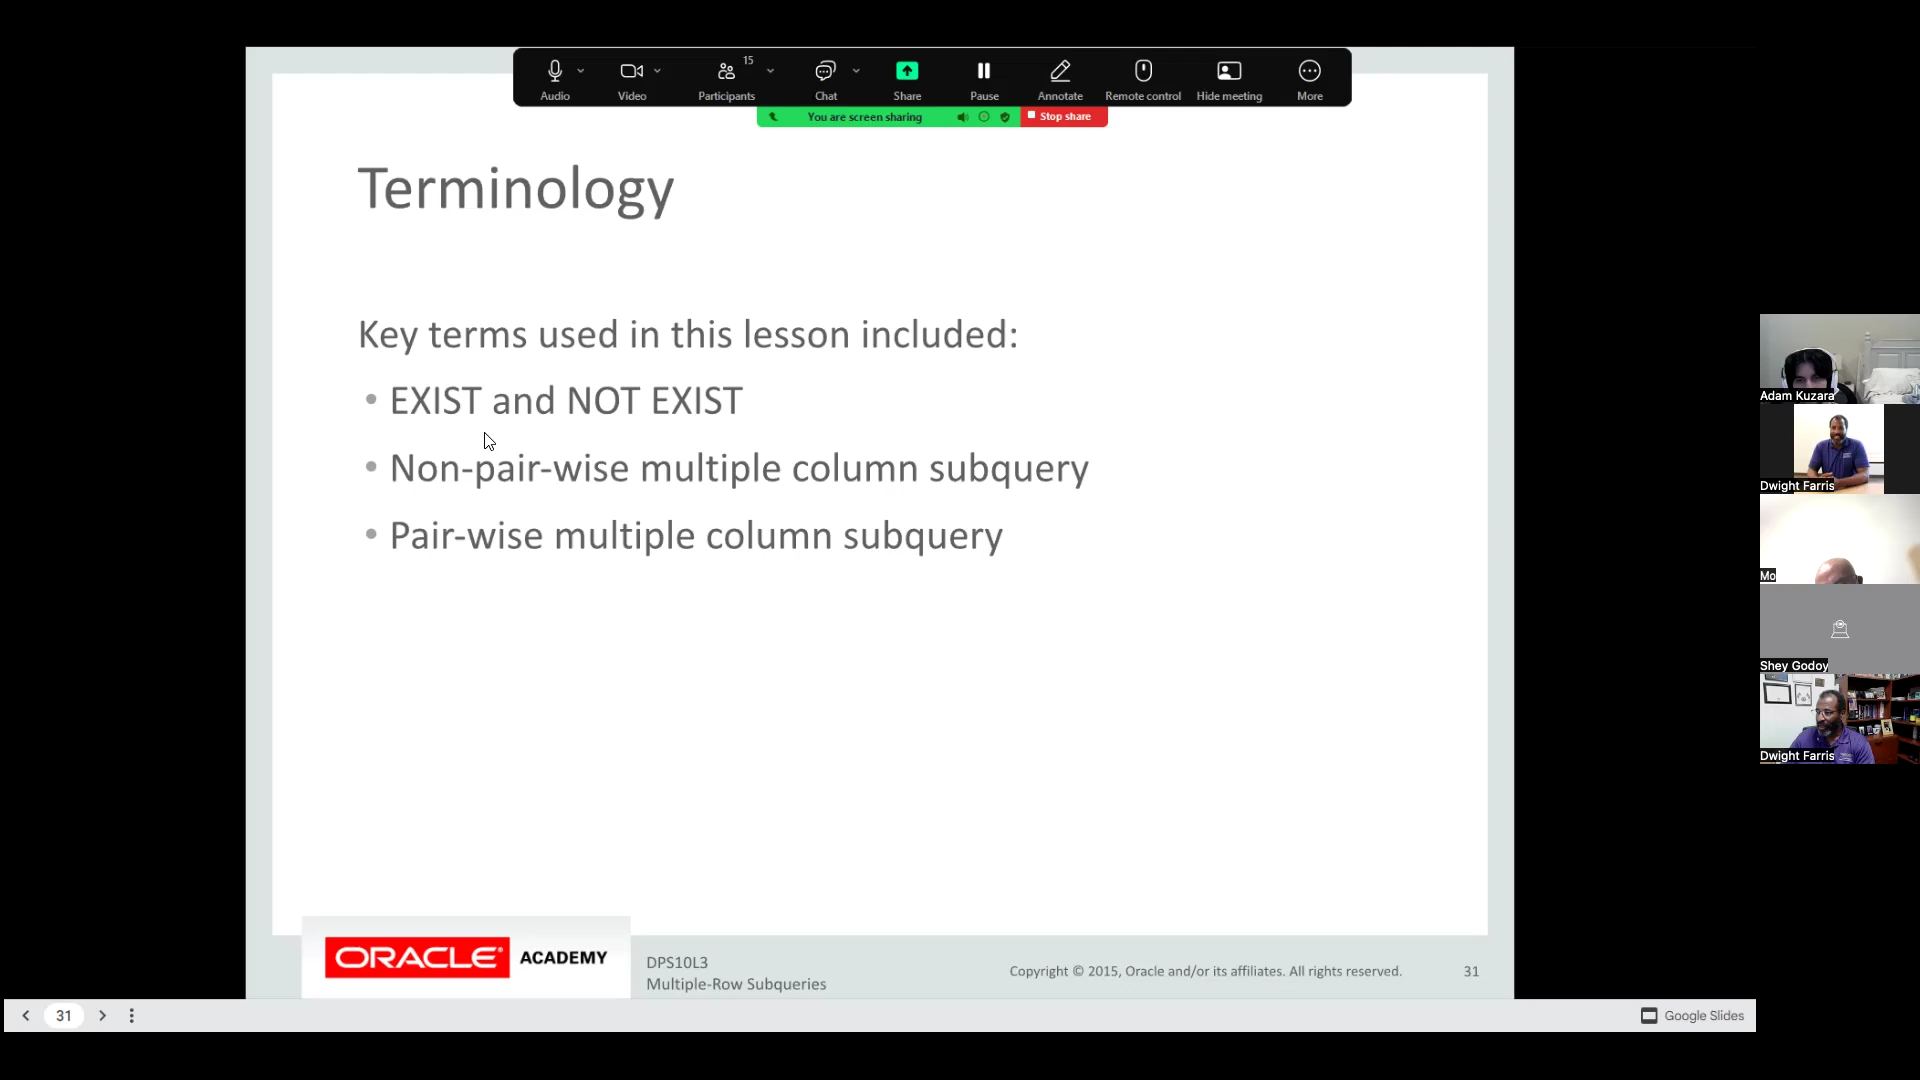 15
Audio
Video
Participants
Chat
Share
Pause
Annotate
Remote control
Hide meeting
More
You are screen sharing
Stop share
Terminology
Key terms used in this lesson included:
• EXIST and NOT EXIST
• Non-pair-wise multiple column subquery
• Pair-wise multiple column subquery
Adam Kuzara
Dwight Farris
Mo
Shey Godoy
Dwight Farris
ORACLE® ACADEMY
DPS10L3
Multiple-Row Subqueries
Copyright © 2015, Oracle and/or its affiliates. All rights reserved.
31
31
Google Slides